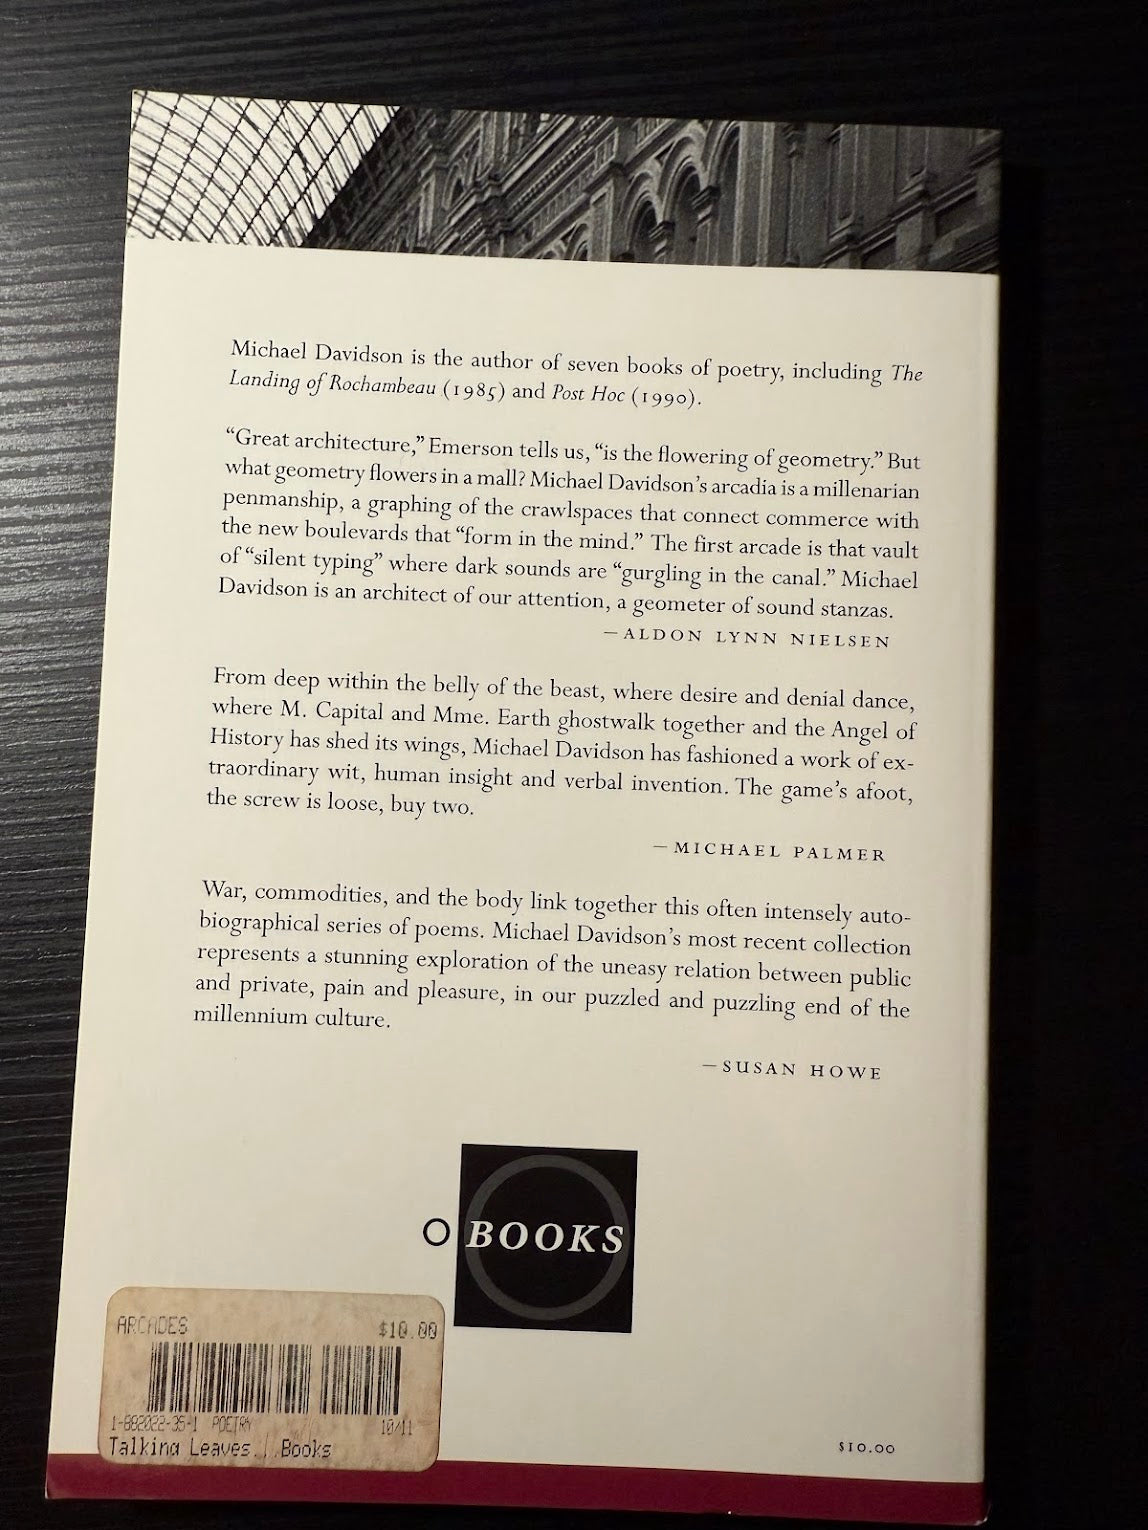 Michael Davidson is the author of seven books of poetry, including The
Landing of Rochambeau (1985) and Post Hoc (1990).
“Great architecture,” Emerson tells us, “is the flowering of geometry.” But
what geometry flowers in a mall? Michael Davidson’s arcadia is a millenarian
penmanship, a graphing of the crawlspaces that connect commerce with
the new boulevards that “form in the mind.” The first arcade is that vault
of “silent typing” where dark sounds are “gurgling in the canal.” Michael
Davidson is an architect of our attention, a geometer of sound stanzas.
—ALDON LYNN NIELSEN
From deep within the belly of the beast, where desire and denial dance,
where M. Capital and Mme. Earth ghostwalk together and the Angel of
History has shed its wings, Michael Davidson has fashioned a work of ex-
traordinary wit, human insight and verbal invention. The game’s afoot,
the screw is loose, buy two.
—MICHAEL PALMER
War, commodities, and the body link together this often intensely auto-
biographical series of poems. Michael Davidson’s most recent collection
represents a stunning exploration of the uneasy relation between public
and private, pain and pleasure, in our puzzled and puzzling end of the
millennium culture.
—SUSAN HOWE
O BOOKS
ARCADES $10.00
1-882022-35-1 POETRY 10/11
Talking Leaves...Books
$10.00